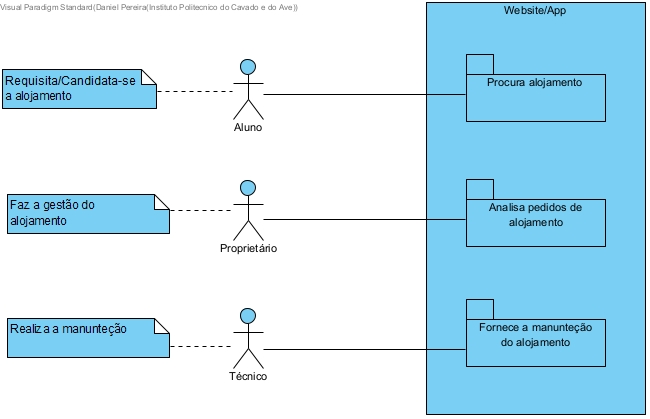 Visual Paradigm Standard(Daniel Pereira(Instituto Politecnico do Cavado e do Ave))
Website/App
Requisita/Candidata-se
a alojamento
Aluno
Procura alojamento
Faz a gestão do
alojamento
Proprietário
Analisa pedidos de
alojamento
Realiza a manunteção
Técnico
Fornece a manunteção
do alojamento